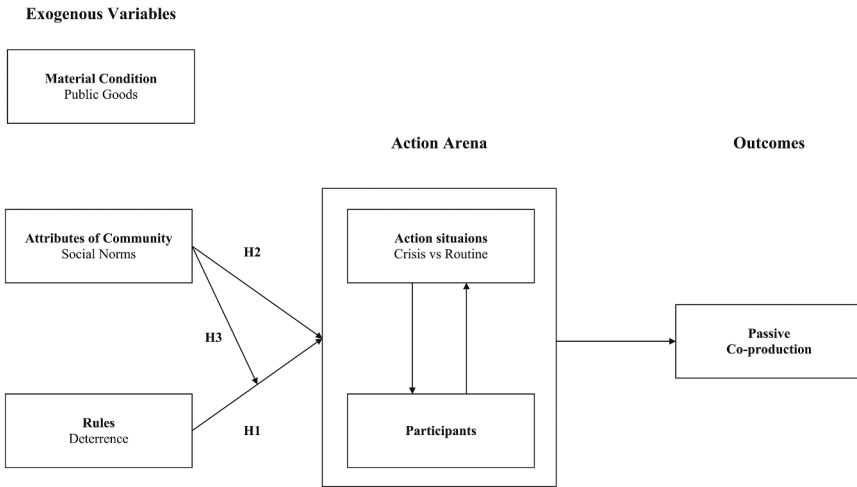 Exogenous Variables
Material Condition
Public Goods
Action Arena
Outcomes
Attributes of Community
Social Norms
H2
Action situaions
Crisis vs Routine
H3
Passive
Co-production
Rules
Deterrence
H1
Participants